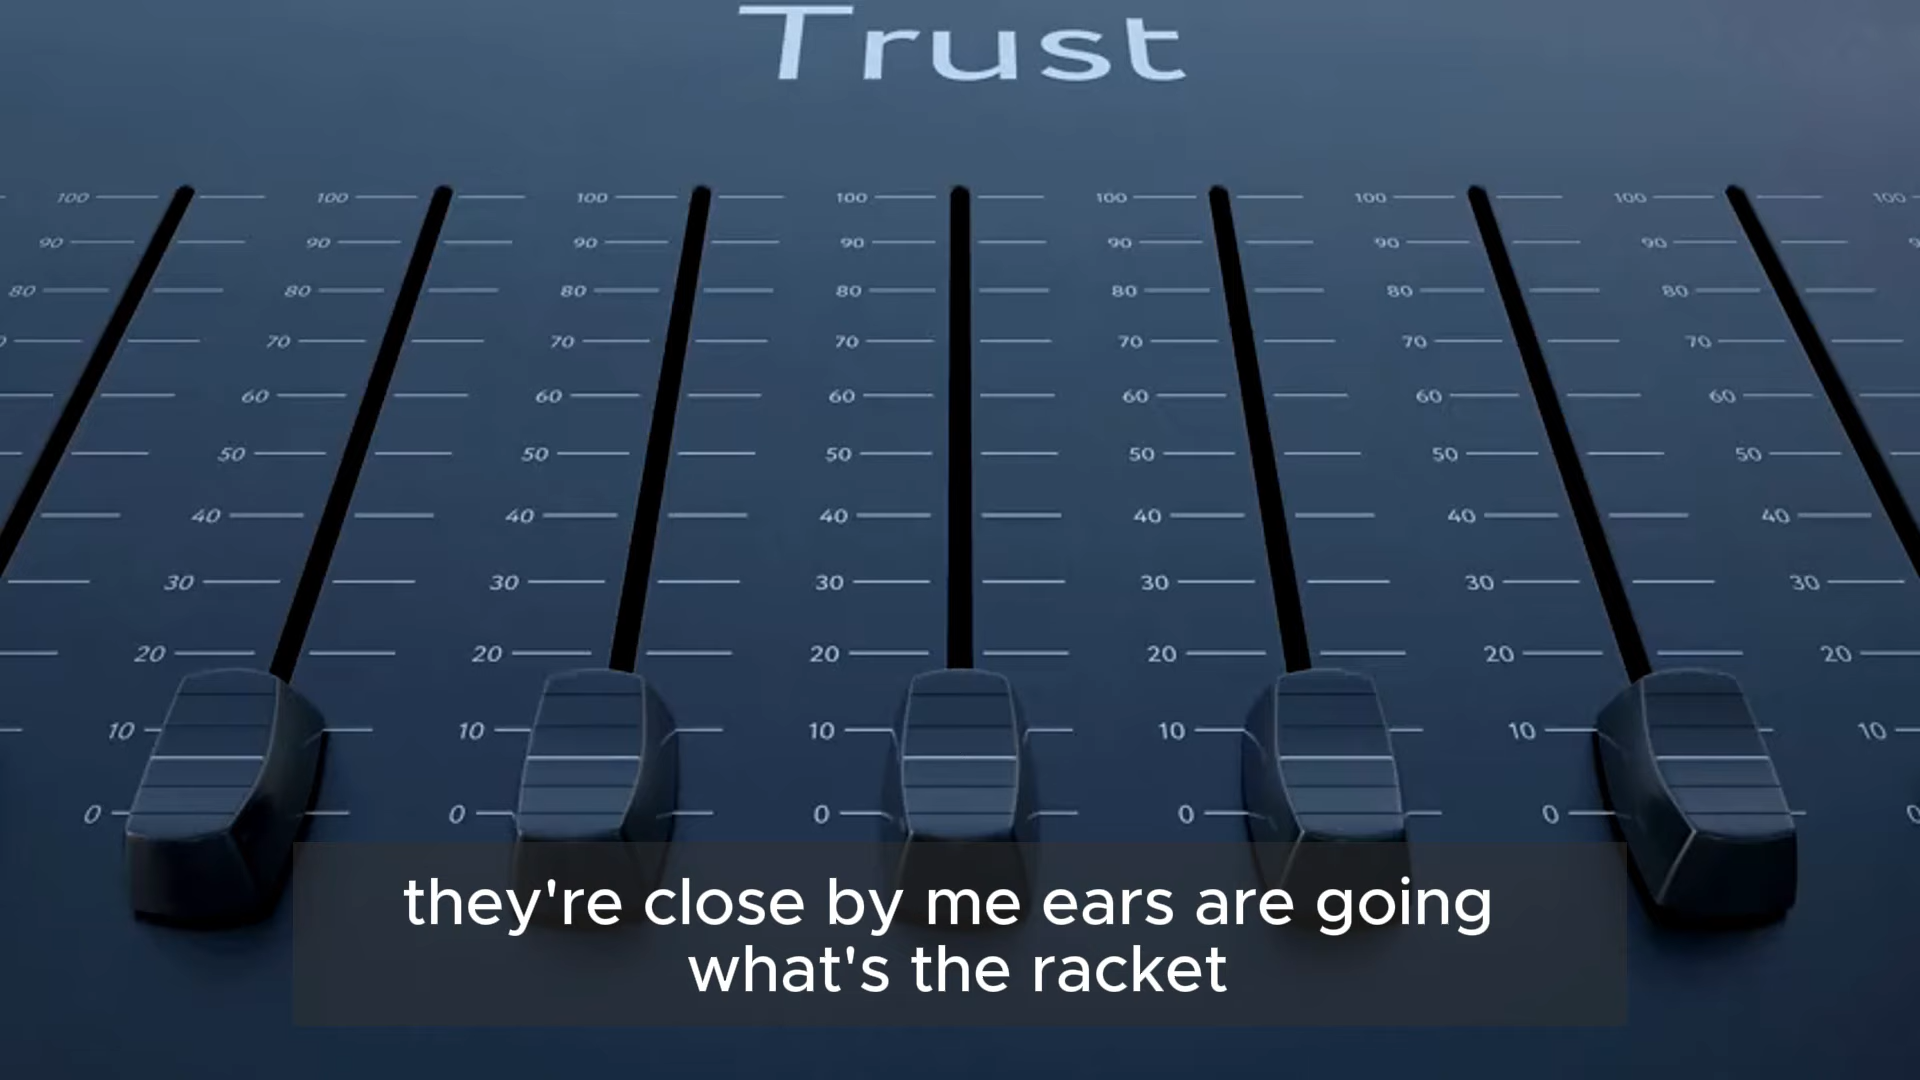 Trust
100 100 100 100 100 100 100 100
90 90 90 90 90 90 90
80 80 80 80 80 80 80
70 70 70 70 70 70
60 60 60 60 60 60
50 50 50 50 50 50
40 40 40 40 40 40
30 30 30 30 30 30
20 20 20 20 20 20
10 10 10 10 10 10
0 0 0 0 0
they're close by me ears are going
what's the racket